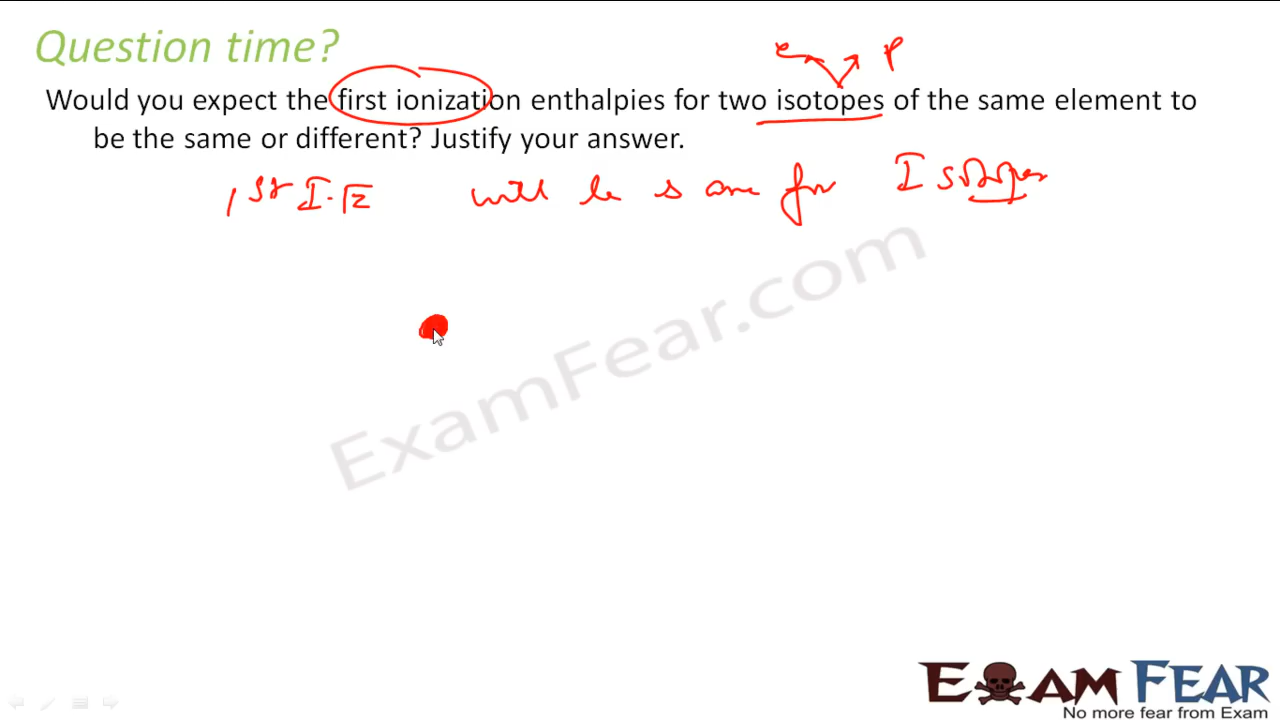 Question time?
e p
Would you expect the first ionization enthalpies for two isotopes of the same element to
be the same or different? Justify your answer.
1st I.E will be same for Isotopes
ExamFear.com
EXAM FEAR
No more fear from Exam